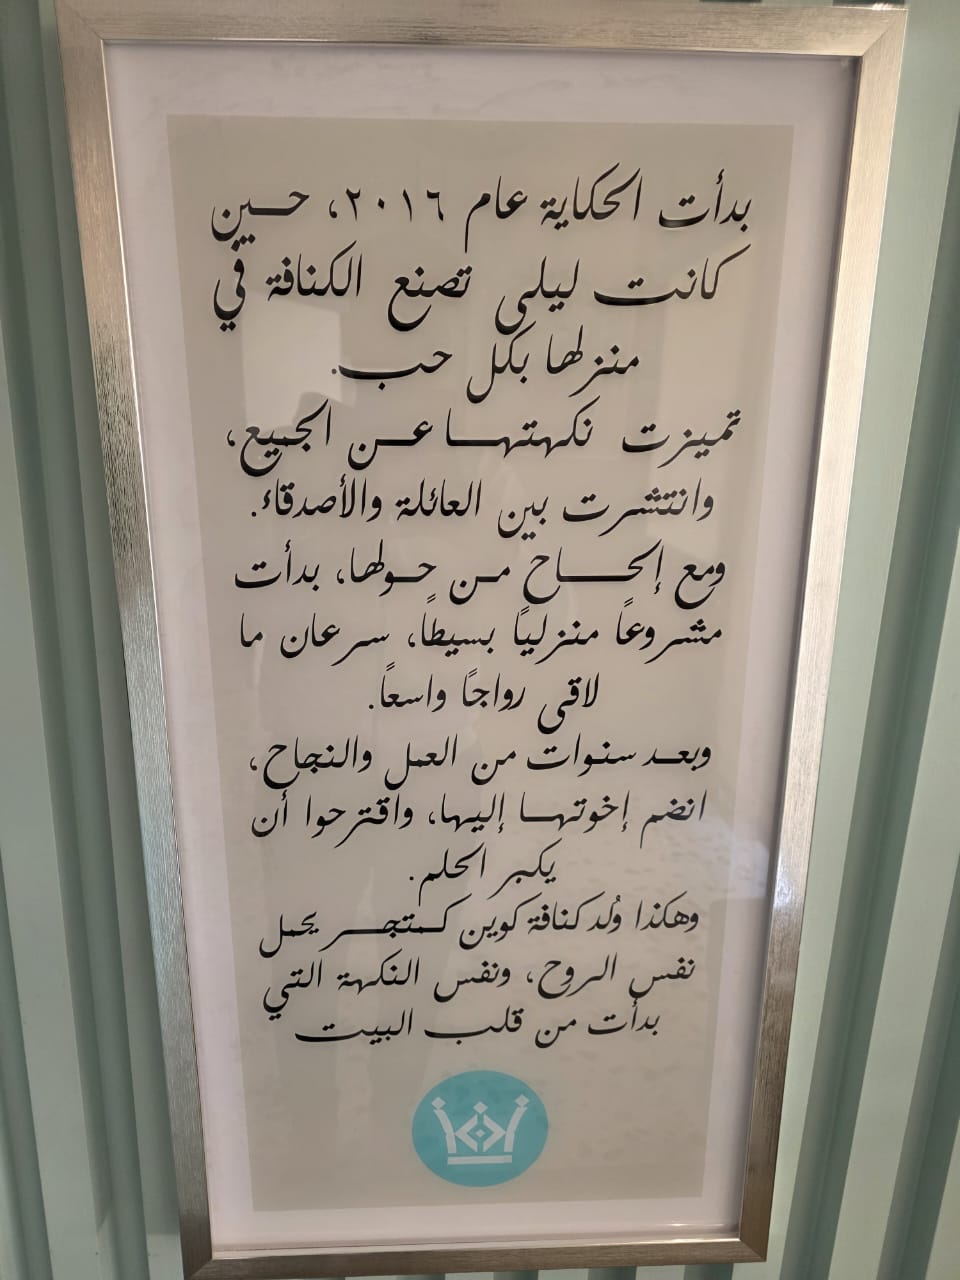 بدأت الحكاية عام ٢٠١٦، حين
كانت ليلى تصنع الكنافة في
منزلها بكل حب.
تميزت نكهتها عن الجميع،
وانتشرت بين العائلة والأصدقاء.
ومع إلحاحٍ من حولها، بدأت
مشروعاً منزلياً بسيطاً، سرعان ما
لاقى رواجاً واسعاً.
وبعد سنوات من العمل والنجاح،
انضم إخوتها إليها، واقترحوا أن
يكبر الحلم.
وهكذا وُلد كنافة كوين كمتجر يحمل
نفس الروح، ونفس النكهة التي
بدأت من قلب البيت